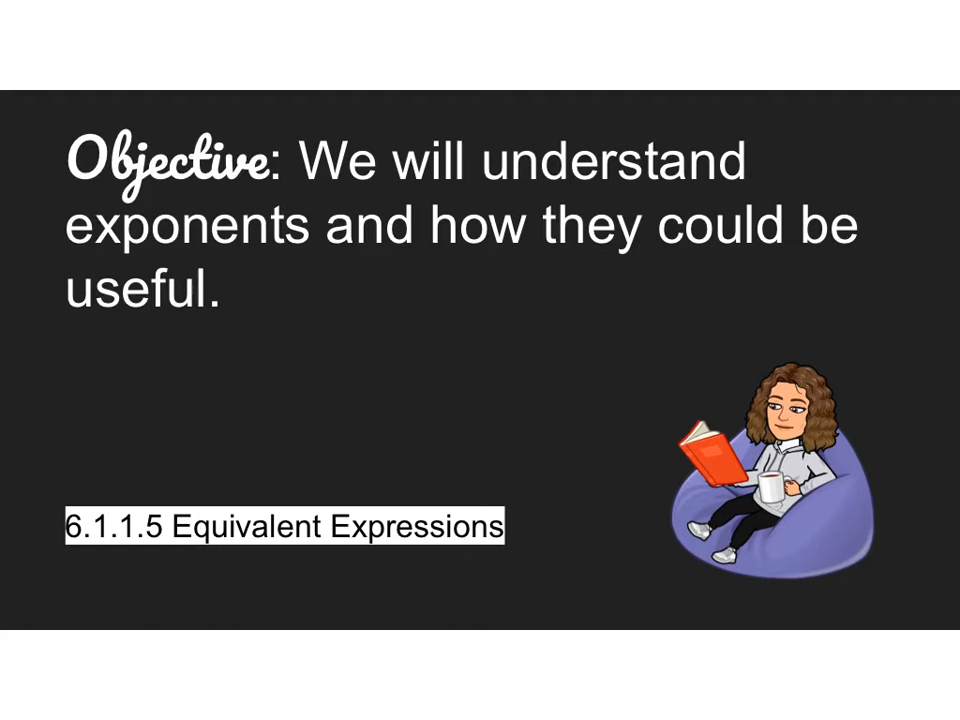 Objective: We will understand
exponents and how they could be
useful.
6.1.1.5 Equivalent Expressions